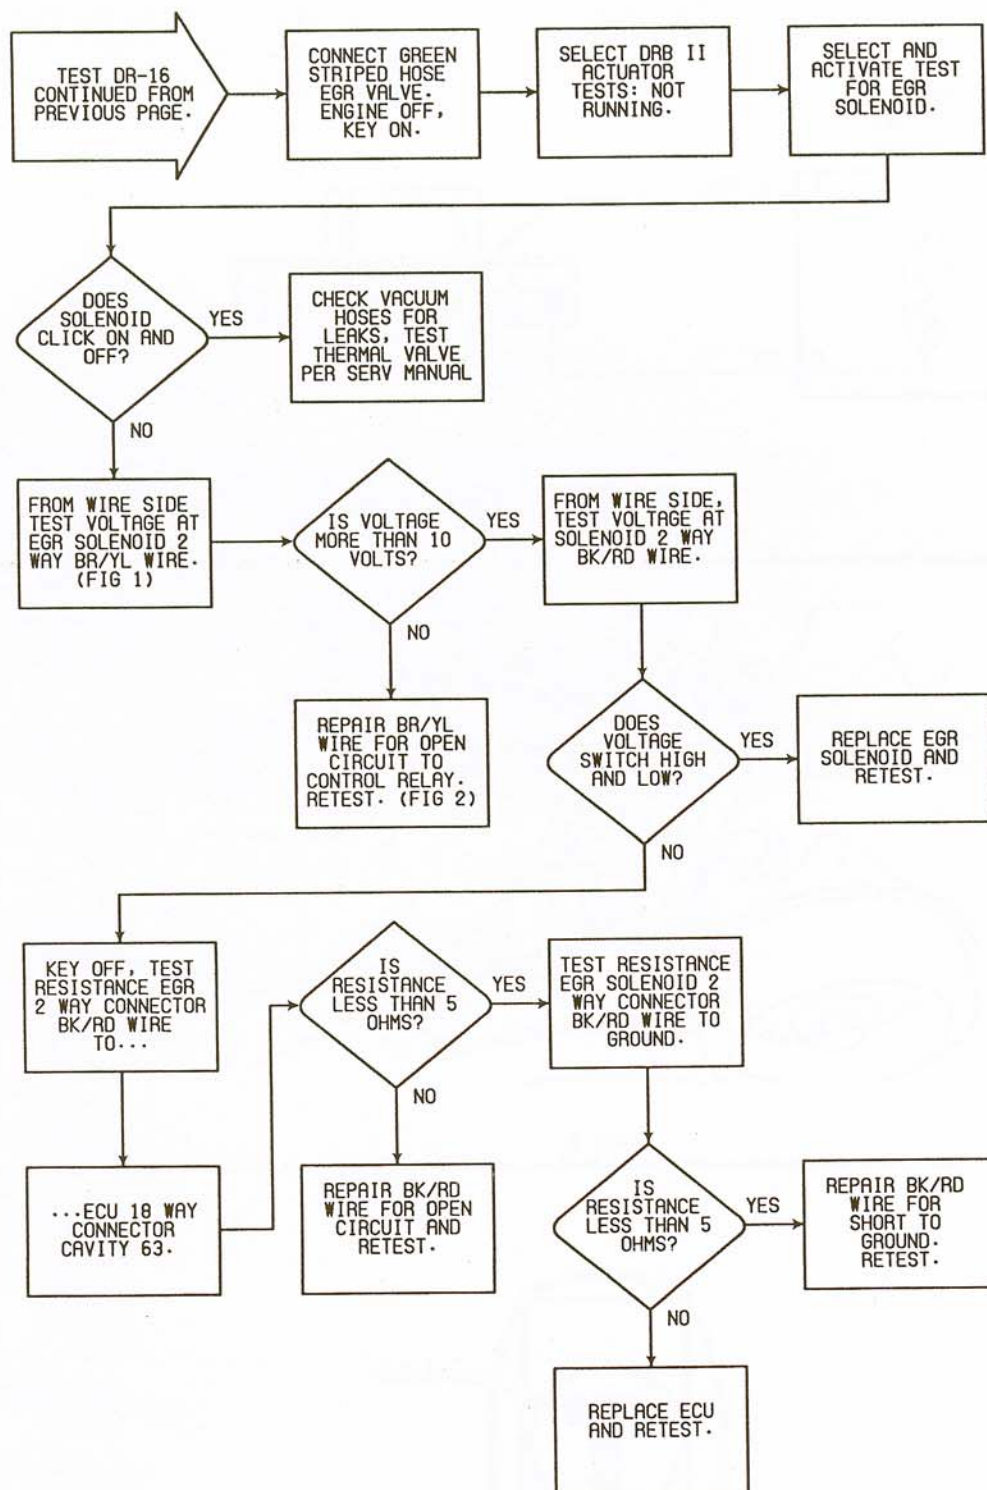 TEST DR-16
CONTINUED FROM
PREVIOUS PAGE.
CONNECT GREEN
STRIPED HOSE
EGR VALVE.
ENGINE OFF,
KEY ON.
SELECT DRB II
ACTUATOR
TESTS: NOT
RUNNING.
SELECT AND
ACTIVATE TEST
FOR EGR
SOLENOID.
DOES
SOLENOID
CLICK ON AND
OFF?
YES
CHECK VACUUM
HOSES FOR
LEAKS, TEST
THERMAL VALVE
PER SERV MANUAL
NO
FROM WIRE SIDE
TEST VOLTAGE AT
EGR SOLENOID 2
WAY BR/YL WIRE.
(FIG 1)
IS VOLTAGE
MORE THAN 10
VOLTS?
YES
FROM WIRE SIDE,
TEST VOLTAGE AT
SOLENOID 2 WAY
BK/RD WIRE.
NO
REPAIR BR/YL
WIRE FOR OPEN
CIRCUIT TO
CONTROL RELAY.
RETEST. (FIG 2)
DOES
VOLTAGE
SWITCH HIGH
AND LOW?
YES
REPLACE EGR
SOLENOID AND
RETEST.
NO
KEY OFF, TEST
RESISTANCE EGR
2 WAY CONNECTOR
BK/RD WIRE
TO...
...ECU 18 WAY
CONNECTOR
CAVITY 63.
IS
RESISTANCE
LESS THAN 5
OHMS?
YES
TEST RESISTANCE
EGR SOLENOID 2
WAY CONNECTOR
BK/RD WIRE TO
GROUND.
NO
REPAIR BK/RD
WIRE FOR OPEN
CIRCUIT AND
RETEST.
IS
RESISTANCE
LESS THAN 5
OHMS?
YES
REPAIR BK/RD
WIRE FOR
SHORT TO
GROUND.
RETEST.
NO
REPLACE ECU
AND RETEST.